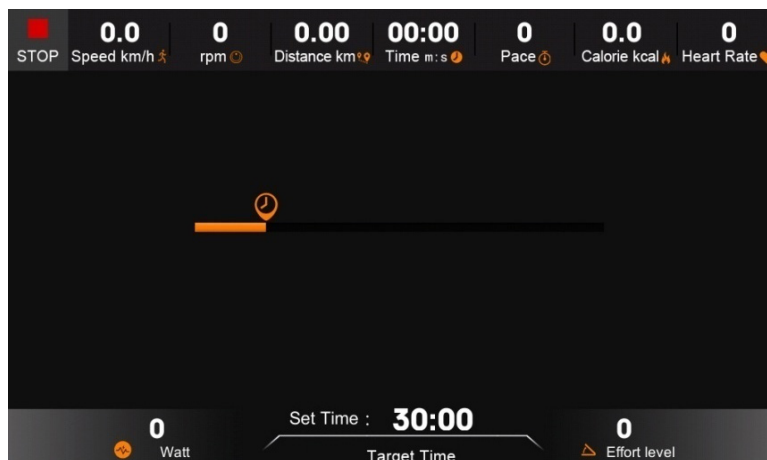 STOP
0.0
Speed km/h
0
rpm
0.00
Distance km
00:00
Time m:s
0
Pace
0.0
Calorie kcal
0
Heart Rate
0
Watt
Set Time : 30:00
Target Time
0
Effort level